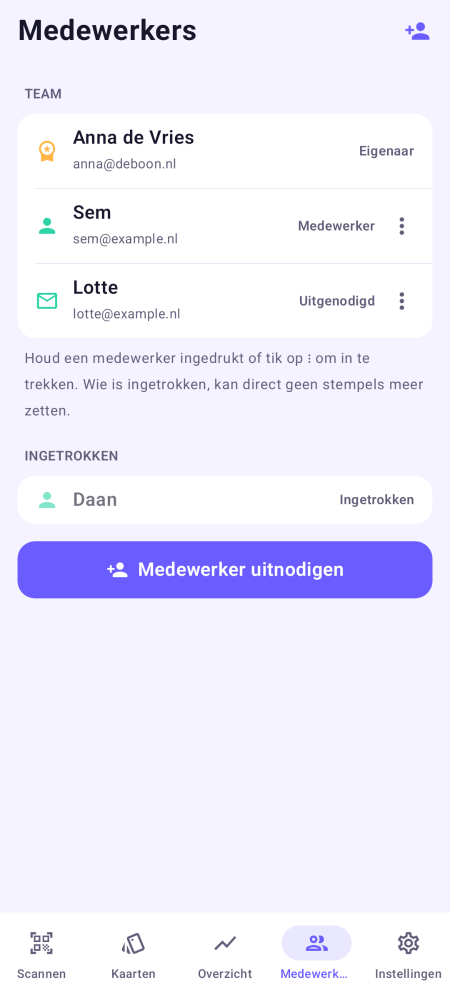 Medewerkers
TEAM
Anna de Vries
anna@deboon.nl
Eigenaar
Sem
sem@example.nl
Medewerker
Lotte
lotte@example.nl
Uitgenodigd
Houd een medewerker ingedrukt of tik op ⋮ om in te
trekken. Wie is ingetrokken, kan direct geen stempels meer
zetten.
INGETROKKEN
Daan
Ingetrokken
Medewerker uitnodigen
Scannen
Kaarten
Overzicht
Medewerk…
Instellingen